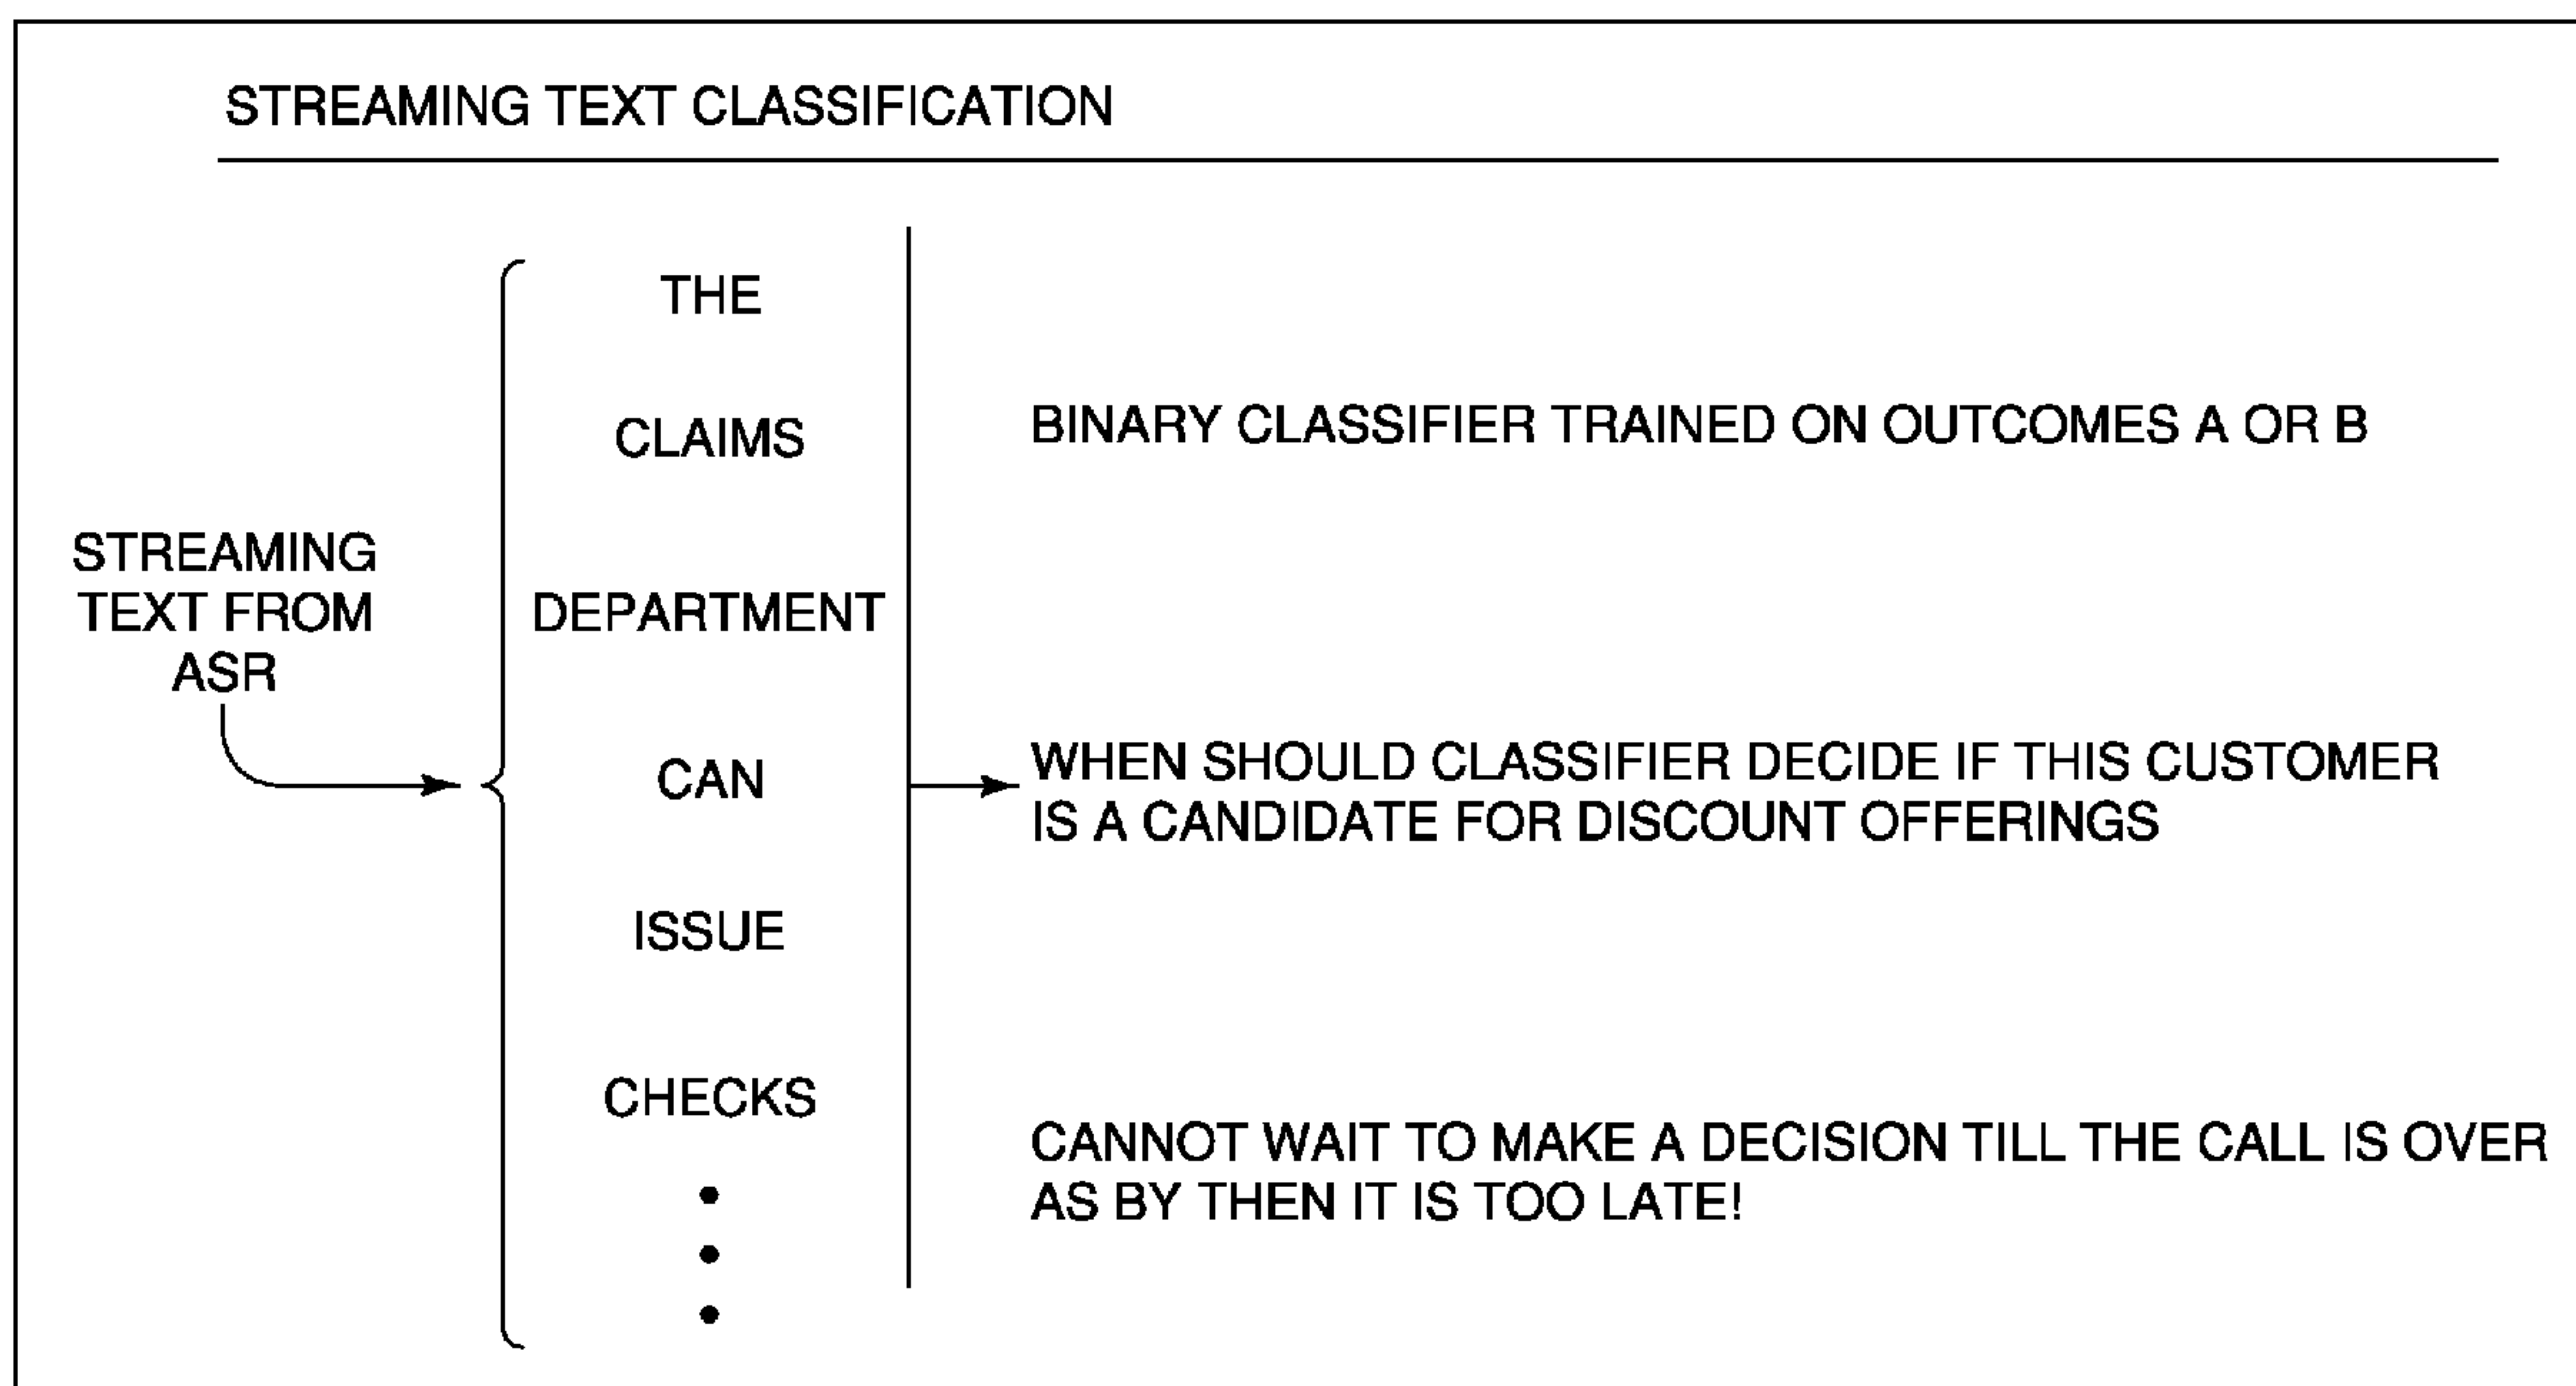 STREAMING TEXT CLASSIFICATION
STREAMING
TEXT FROM
ASR
THE
CLAIMS
DEPARTMENT
CAN
ISSUE
CHECKS
BINARY CLASSIFIER TRAINED ON OUTCOMES A OR B
WHEN SHOULD CLASSIFIER DECIDE IF THIS CUSTOMER
IS A CANDIDATE FOR DISCOUNT OFFERINGS
CANNOT WAIT TO MAKE A DECISION TILL THE CALL IS OVER
AS BY THEN IT IS TOO LATE!